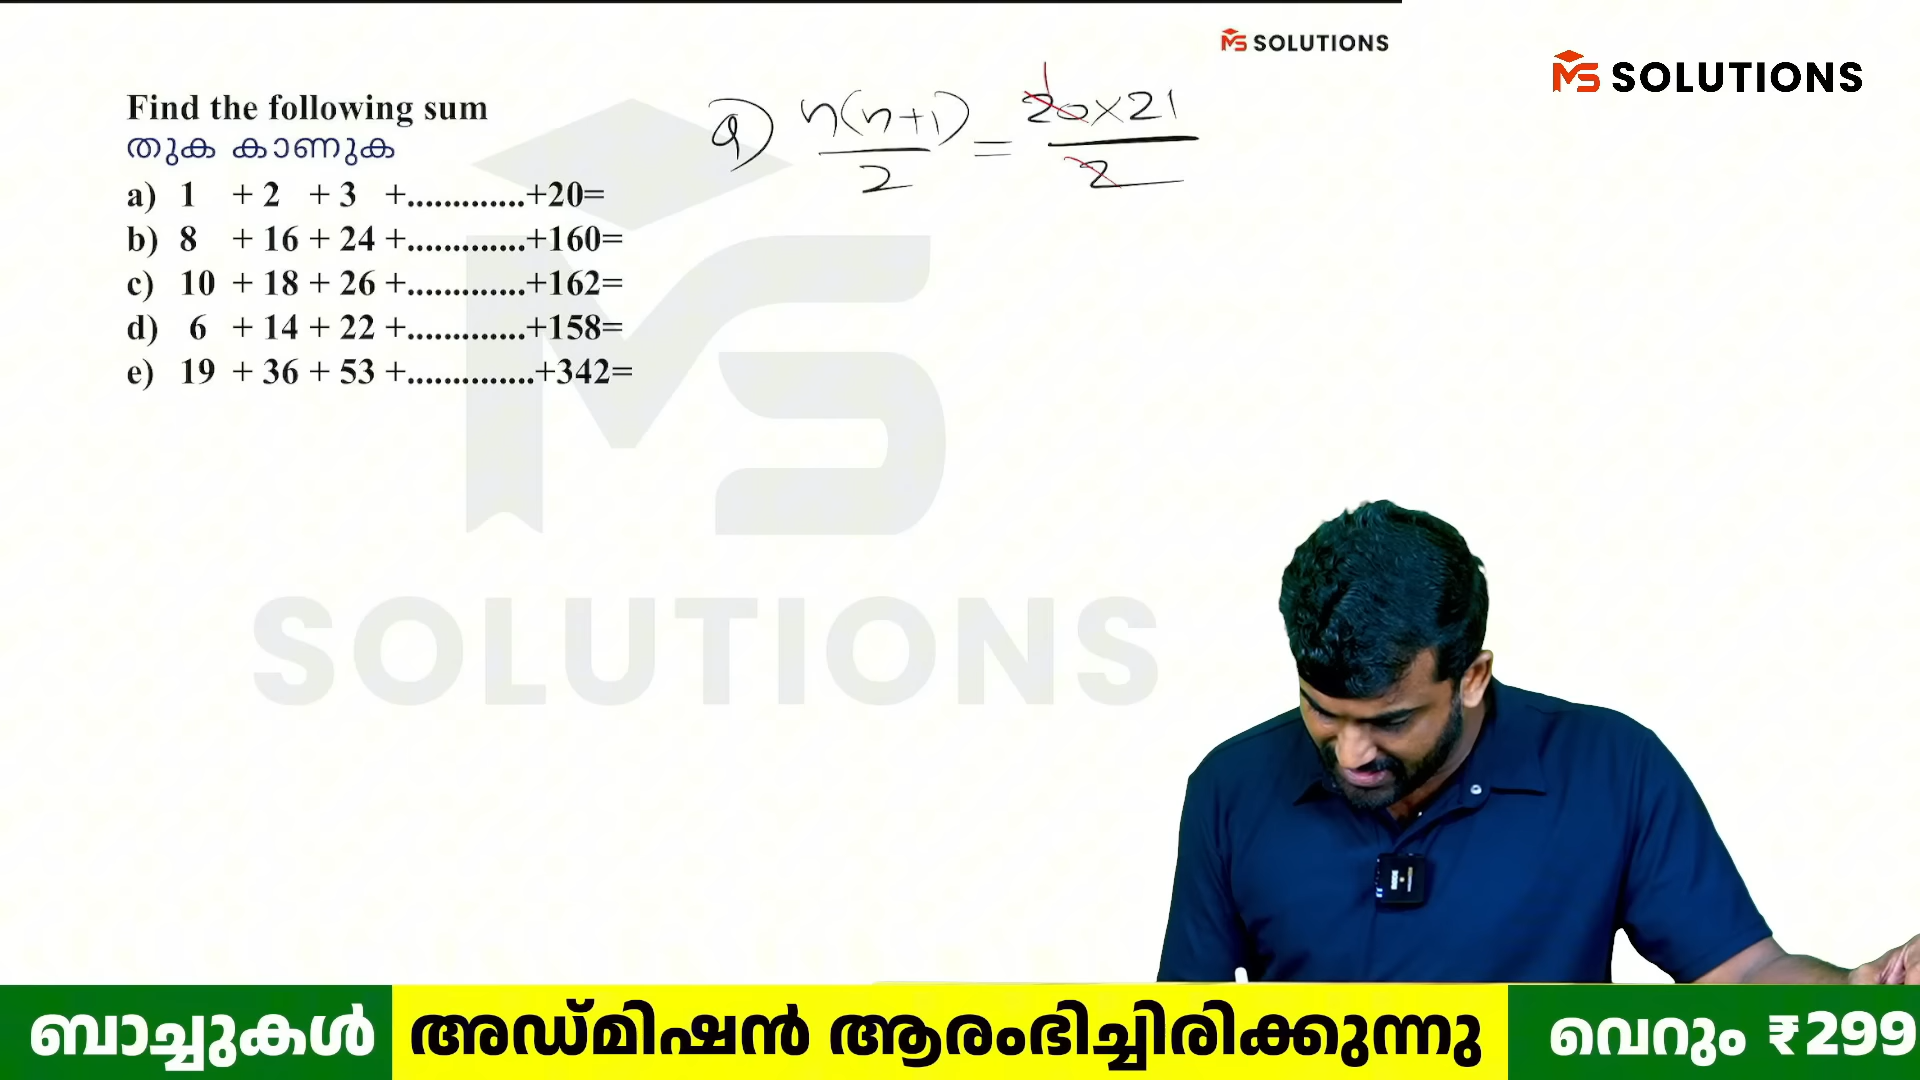 MS SOLUTIONS
MS SOLUTIONS
Find the following sum
തുക കാണുക
a) 1 + 2 + 3 +.............+20=
b) 8 + 16 + 24 +.............+160=
c) 10 + 18 + 26 +.............+162=
d) 6 + 14 + 22 +.............+158=
e) 19 + 36 + 53 +..............+342=
a) n(n+1)/2 = 20×21/2
1
MS
SOLUTIONS
ബാച്ചുകൾ അഡ്മിഷൻ ആരംഭിച്ചിരിക്കുന്നു വെറും ₹299